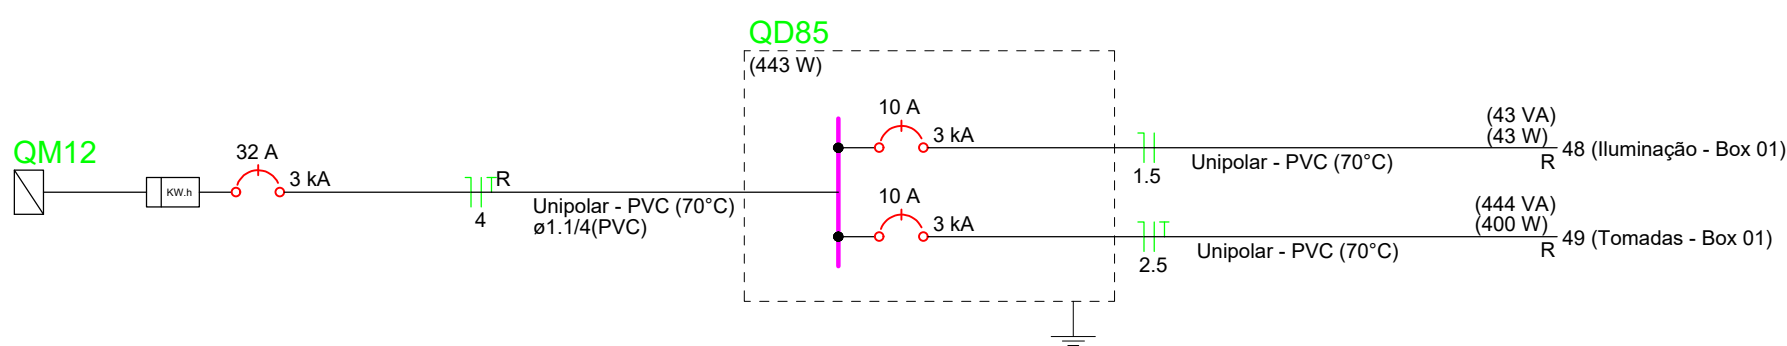 QD85
(443 W)
QM12
KW.h
32 A
3 kA
R
4
Unipolar - PVC (70°C)
ø1.1/4(PVC)
10 A
3 kA
1.5
Unipolar - PVC (70°C)
(43 VA)
(43 W)
R
48 (Iluminação - Box 01)
10 A
3 kA
2.5
Unipolar - PVC (70°C)
(444 VA)
(400 W)
R
49 (Tomadas - Box 01)